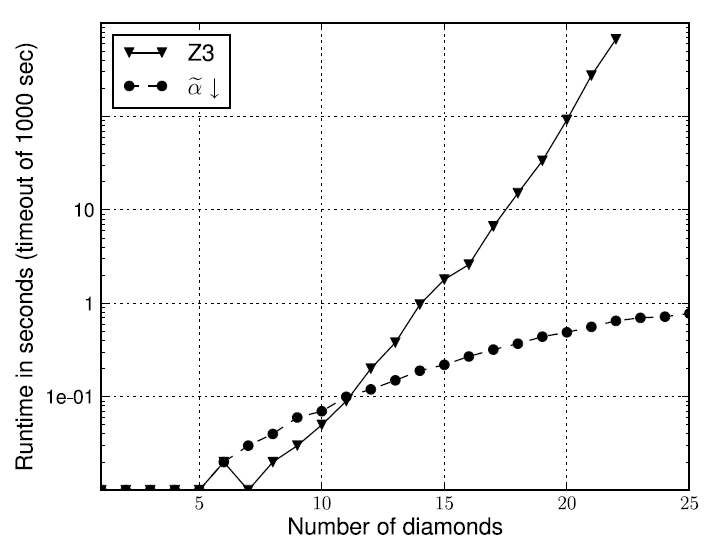 Runtime in seconds (timeout of 1000 sec)
Z3
α̃ ↓
10
1
1e-01
5
10
15
20
25
Number of diamonds